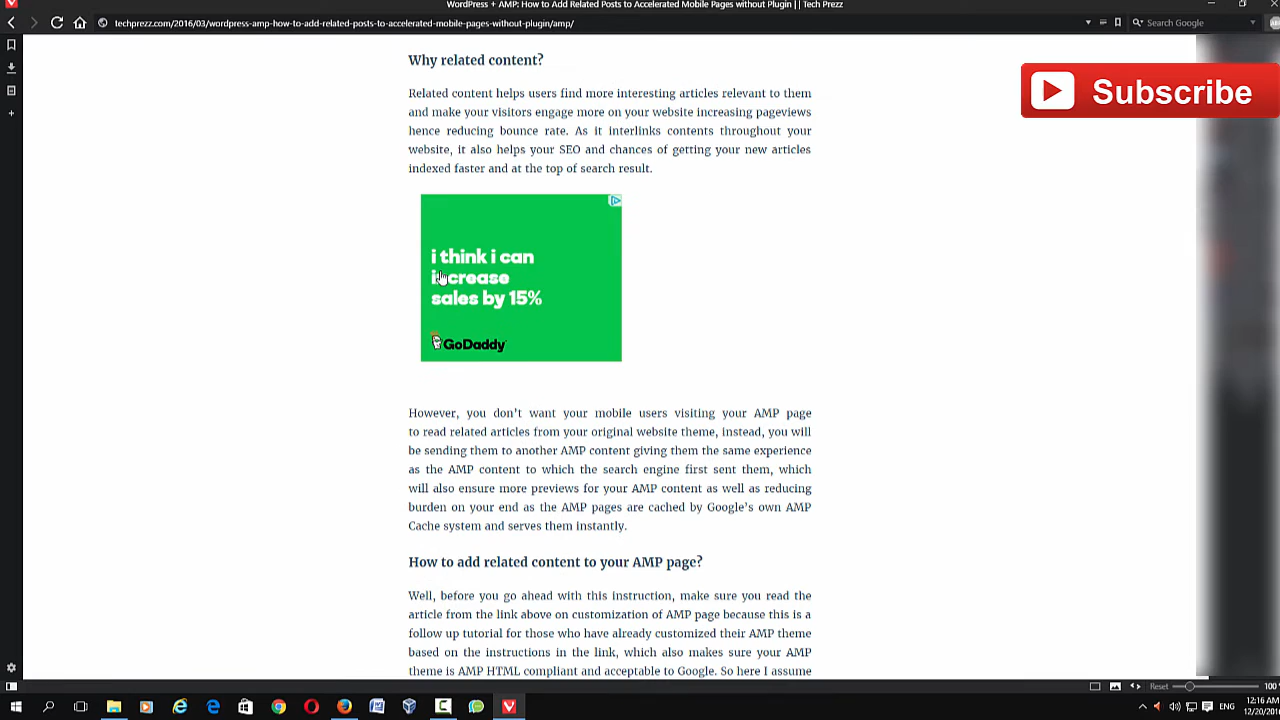 WordPress + AMP: How to Add Related Posts to Accelerated Mobile Pages without Plugin | | Tech Prezz
techprezz.com/2016/03/wordpress-amp-how-to-add-related-posts-to-accelerated-mobile-pages-without-plugin/amp/
Search Google
Subscribe
Why related content?
Related content helps users find more interesting articles relevant to them
and make your visitors engage more on your website increasing pageviews
hence reducing bounce rate. As it interlinks contents throughout your
website, it also helps your SEO and chances of getting your new articles
indexed faster and at the top of search result.
i think i can
increase
sales by 15%
GoDaddy
However, you don't want your mobile users visiting your AMP page
to read related articles from your original website theme, instead, you will
be sending them to another AMP content giving them the same experience
as the AMP content to which the search engine first sent them, which
will also ensure more previews for your AMP content as well as reducing
burden on your end as the AMP pages are cached by Google's own AMP
Cache system and serves them instantly.
How to add related content to your AMP page?
Well, before you go ahead with this instruction, make sure you read the
article from the link above on customization of AMP page because this is a
follow up tutorial for those who have already customized their AMP theme
based on the instructions in the link, which also makes sure your AMP
theme is AMP HTML compliant and acceptable to Google. So here I assume
Reset
100
ENG
12:16 AM
12/20/201